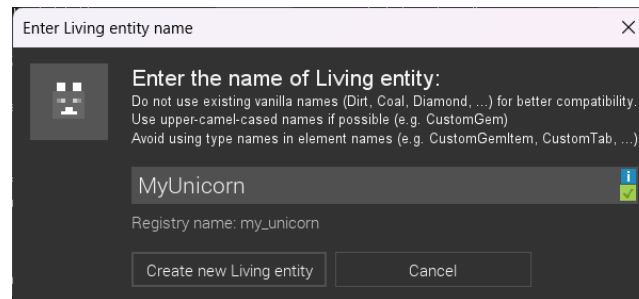 Enter Living entity name
Enter the name of Living entity:
Do not use existing vanilla names (Dirt, Coal, Diamond, ...) for better compatibility.
Use upper-camel-cased names if possible (e.g. CustomGem)
Avoid using type names in element names (e.g. CustomGemItem, CustomTab, ...)
MyUnicorn
Registry name: my_unicorn
Create new Living entity
Cancel